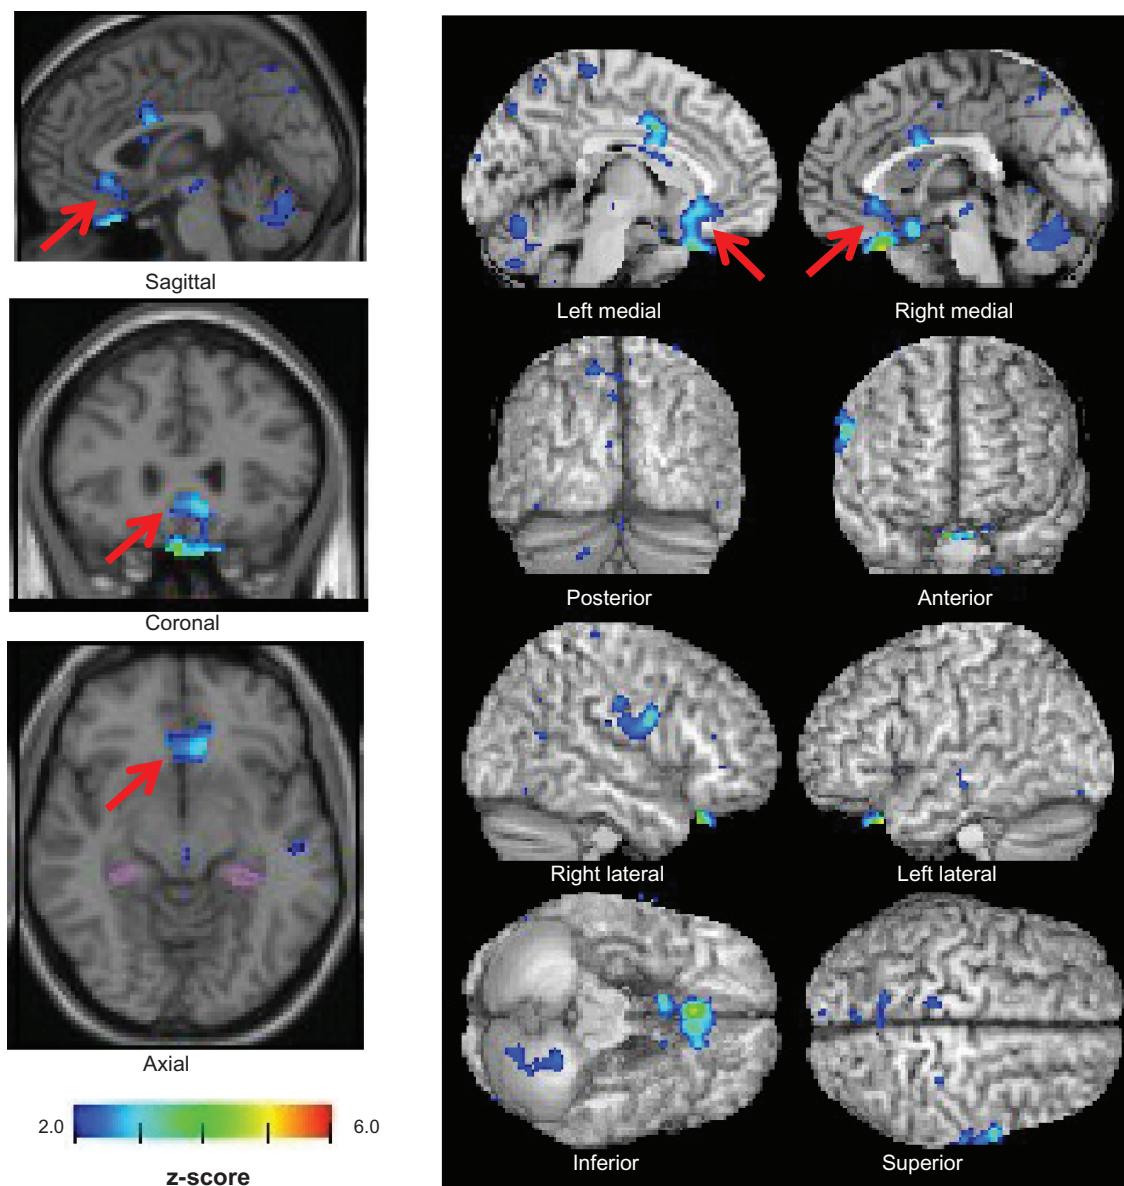 Sagittal
Coronal
Axial
2.0 6.0
z-score
Left medial Right medial
Posterior Anterior
Right lateral Left lateral
Inferior Superior